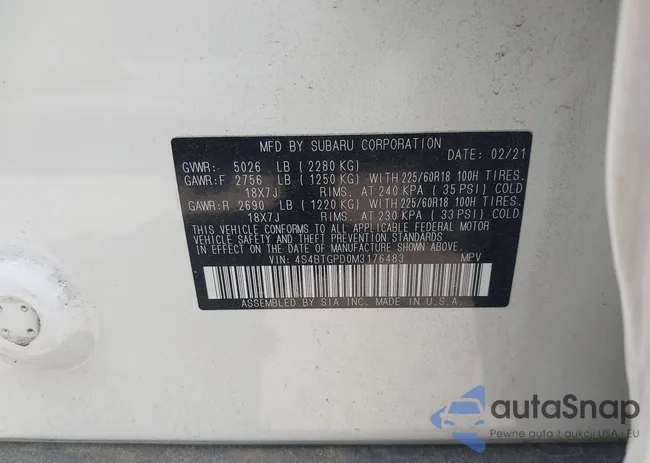 MFD BY SUBARU CORPORATION
DATE: 02/21
GVWR: 5026 LB (2280 KG)
GAWR:F 2756 LB (1250 KG) WITH 225/60R18 100H TIRES.
18X7J RIMS. AT 240 KPA (35 PSI) COLD
GAWR:R 2690 LB (1220 KG) WITH 225/60R18 100H TIRES.
18X7J RIMS. AT 230 KPA (33 PSI) COLD
THIS VEHICLE CONFORMS TO ALL APPLICABLE FEDERAL MOTOR
VEHICLE SAFETY AND THEFT PREVENTION STANDARDS
IN EFFECT ON THE DATE OF MANUFACTURE SHOWN ABOVE.
VIN: 4S4BTGPD0M3176483 MPV
ASSEMBLED BY SIA INC. MADE IN U.S.A.
autaSnap
Pewne auta z aukcji USA i EU